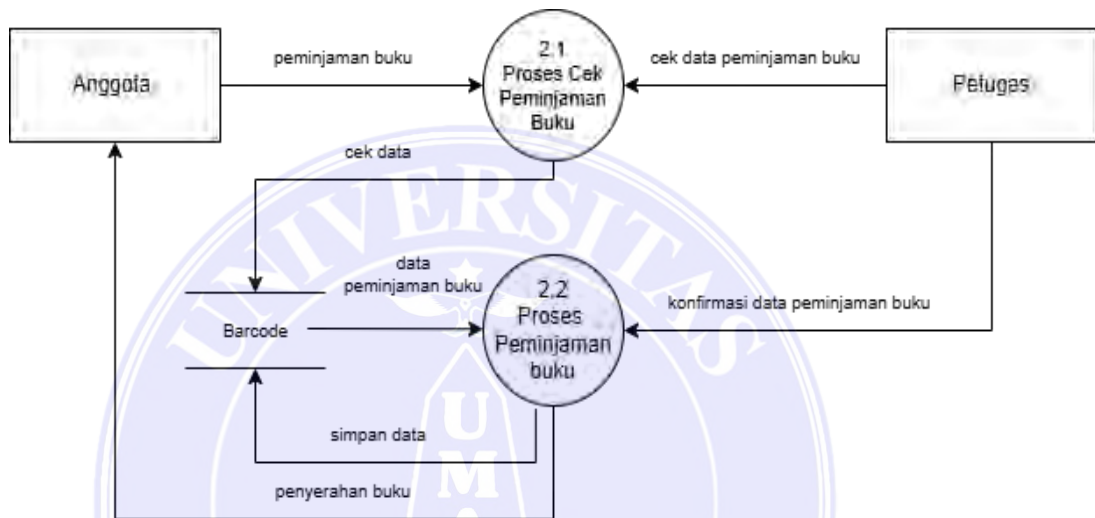 Anggota
peminjaman buku
2.1
Proses Cek
Peminjaman
Buku
cek data peminjaman buku
Petugas
cek data
UNIVERSITAS
data
peminjaman buku
Barcode
2.2
Proses
Peminjaman
buku
konfirmasi data peminjaman buku
simpan data
penyerahan buku
U
M
A